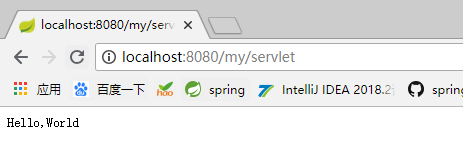 localhost:8080/my/serv
localhost:8080/my/servlet
应用 百度一下 hao spring IntelliJ IDEA 2018.2 spring
Hello,World